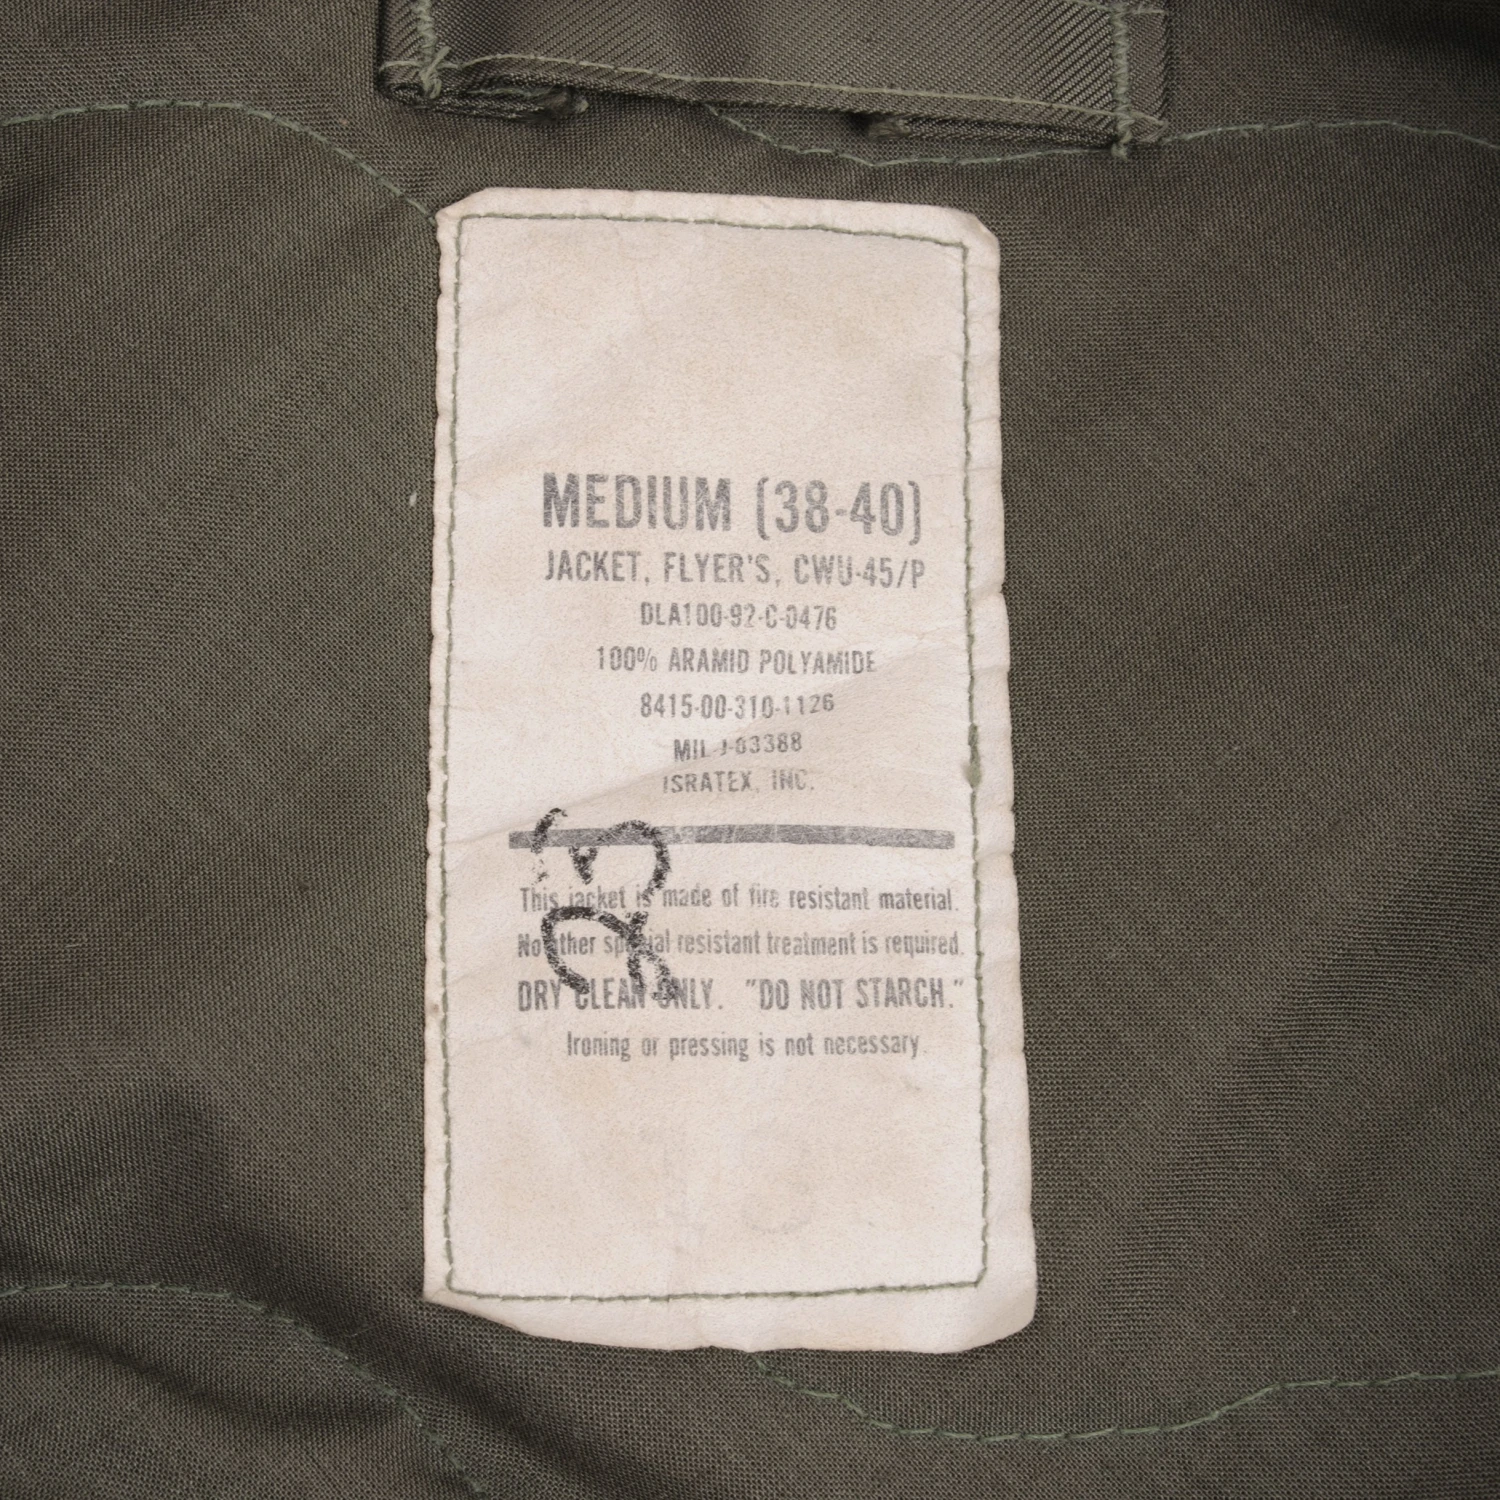 MEDIUM (38-40)
JACKET, FLYER'S, CWU-45/P
DLA100-92-C-0476
100% ARAMID POLYAMIDE
8415-00-310-1126
MIL-J-83388
ISRATEX, INC.
This jacket is made of fire resistant material.
No other special resistant treatment is required.
DRY CLEAN ONLY. "DO NOT STARCH."
Ironing or pressing is not necessary.